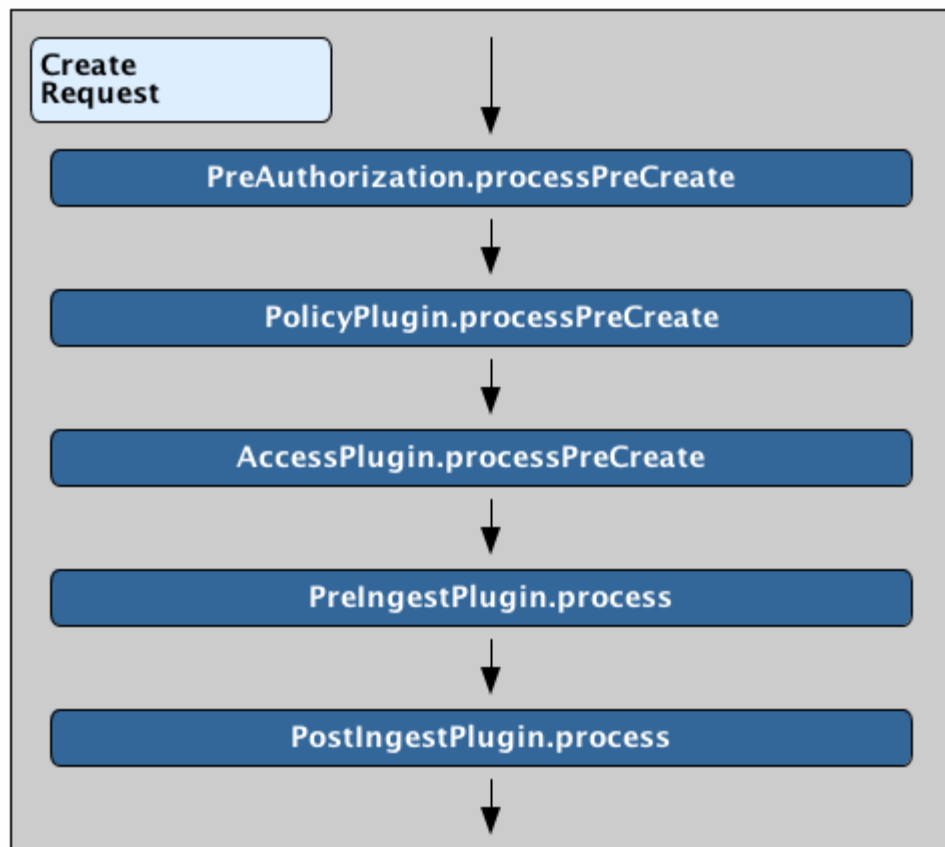 Create
Request
PreAuthorization.processPreCreate
PolicyPlugin.processPreCreate
AccessPlugin.processPreCreate
PreIngestPlugin.process
PostIngestPlugin.process